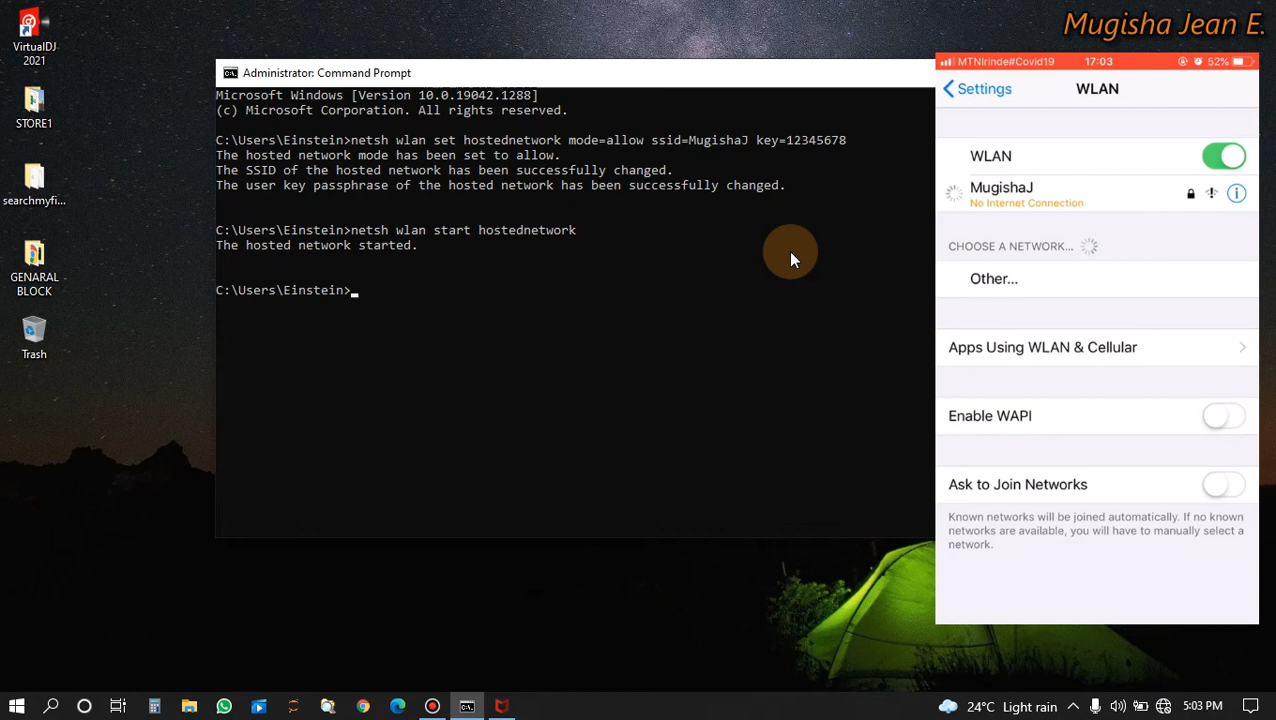 Mugisha Jean E.
VirtualDJ
2021
STORE1
searchmyfi...
GENARAL
BLOCK
Trash
Administrator: Command Prompt
Microsoft Windows [Version 10.0.19042.1288]
(c) Microsoft Corporation. All rights reserved.
C:\Users\Einstein>netsh wlan set hostednetwork mode=allow ssid=MugishaJ key=12345678
The hosted network mode has been set to allow.
The SSID of the hosted network has been successfully changed.
The user key passphrase of the hosted network has been successfully changed.
C:\Users\Einstein>netsh wlan start hostednetwork
The hosted network started.
C:\Users\Einstein>
MTNIrinde#Covid19 17:03 52%
Settings WLAN
WLAN
MugishaJ
No Internet Connection
CHOOSE A NETWORK...
Other...
Apps Using WLAN & Cellular
Enable WAPI
Ask to Join Networks
Known networks will be joined automatically. If no known
networks are available, you will have to manually select a
network.
24°C Light rain 5:03 PM